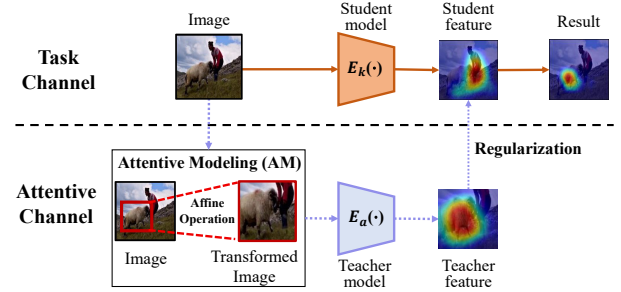 Image
Student
model
Student
feature
Result
Task
Channel
E_k(·)
Regularization
Attentive Modeling (AM)
Attentive
Channel
Affine
Operation
E_a(·)
Image
Transformed
Image
Teacher
model
Teacher
feature